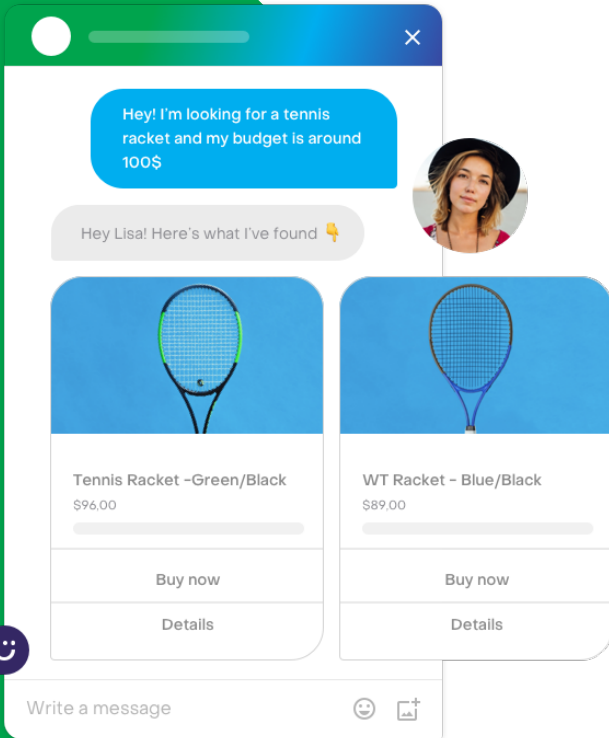 Hey! I'm looking for a tennis
racket and my budget is around
100$
Hey Lisa! Here's what I've found 👇
Tennis Racket -Green/Black
$96,00
Buy now
Details
WT Racket - Blue/Black
$89,00
Buy now
Details
Write a message